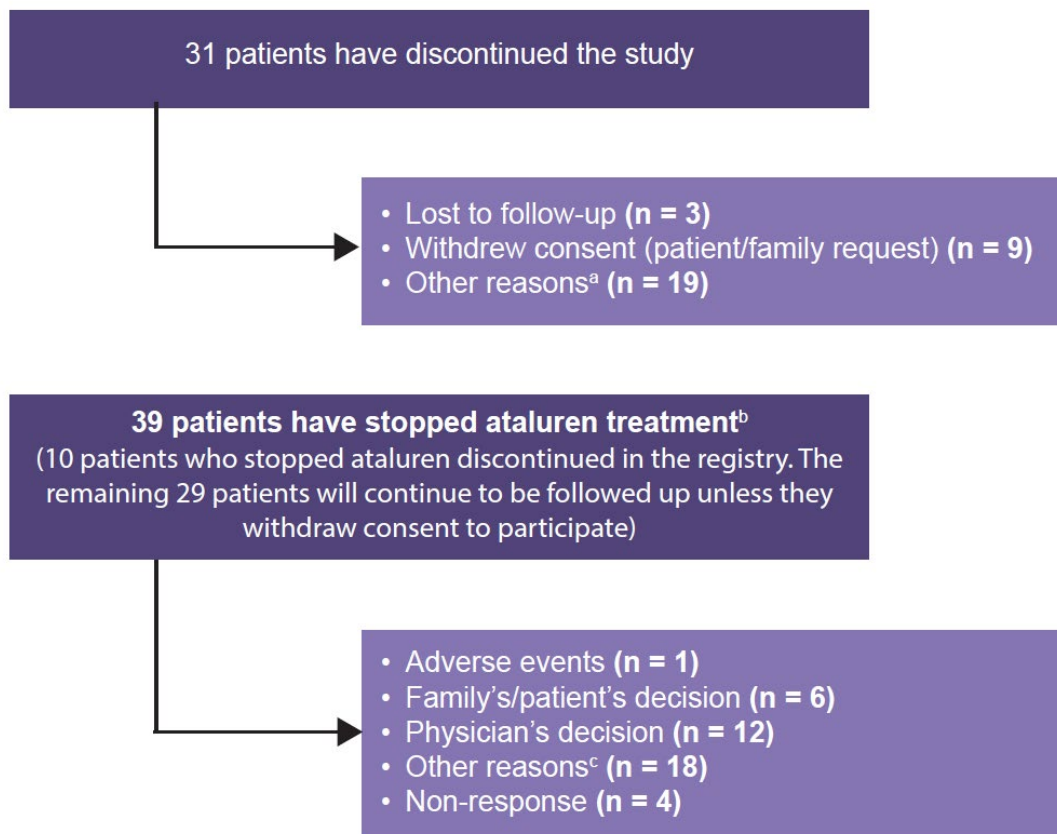 31 patients have discontinued the study
• Lost to follow-up (n = 3)
• Withdrew consent (patient/family request) (n = 9)
• Other reasonsᵃ (n = 19)
39 patients have stopped ataluren treatmentᵇ
(10 patients who stopped ataluren discontinued in the registry. The
remaining 29 patients will continue to be followed up unless they
withdraw consent to participate)
• Adverse events (n = 1)
• Family’s/patient’s decision (n = 6)
• Physician’s decision (n = 12)
• Other reasonsᶜ (n = 18)
• Non-response (n = 4)